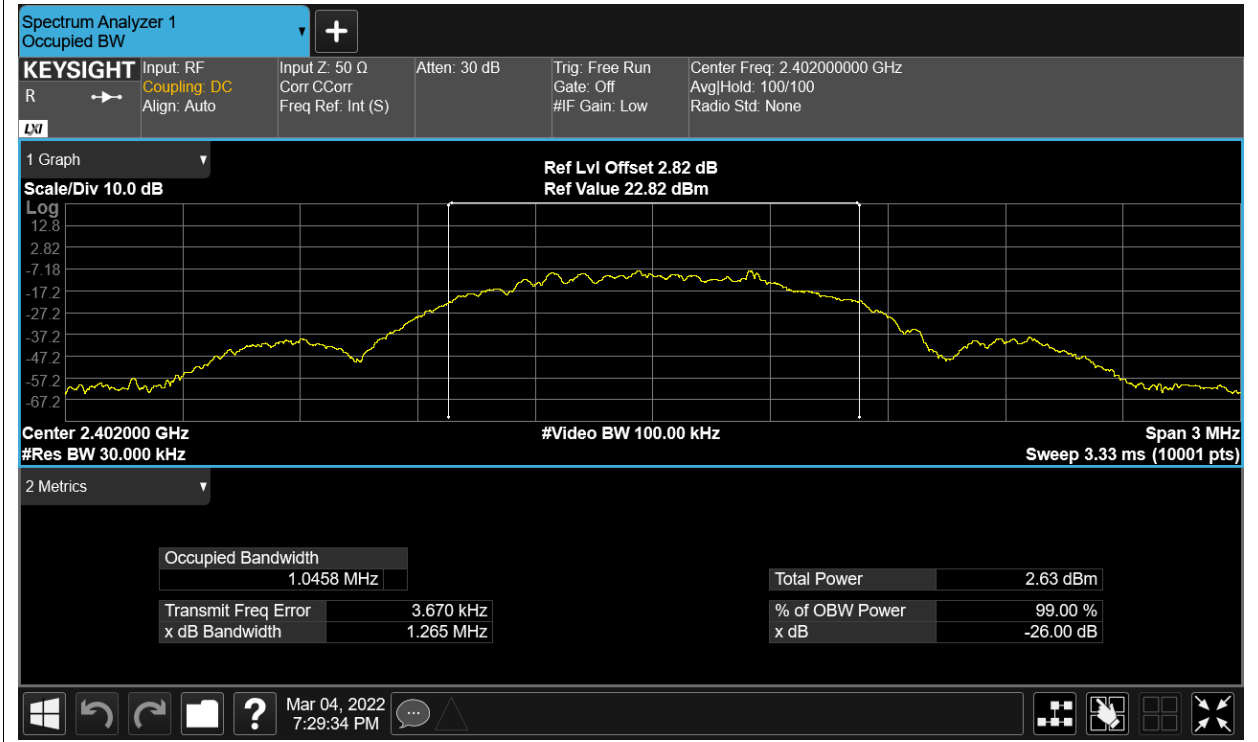 Spectrum Analyzer 1
Occupied BW
KEYSIGHT
R
LXI
Input: RF
Coupling: DC
Align: Auto
Input Z: 50 Ω
Corr CCorr
Freq Ref: Int (S)
Atten: 30 dB
Trig: Free Run
Gate: Off
#IF Gain: Low
Center Freq: 2.402000000 GHz
Avg|Hold: 100/100
Radio Std: None
1 Graph
Scale/Div 10.0 dB
Ref Lvl Offset 2.82 dB
Ref Value 22.82 dBm
Log
12.8
2.82
-7.18
-17.2
-27.2
-37.2
-47.2
-57.2
-67.2
Center 2.402000 GHz
#Res BW 30.000 kHz
#Video BW 100.00 kHz
Span 3 MHz
Sweep 3.33 ms (10001 pts)
2 Metrics
Occupied Bandwidth
1.0458 MHz
Transmit Freq Error 3.670 kHz
x dB Bandwidth 1.265 MHz
Total Power 2.63 dBm
% of OBW Power 99.00 %
x dB -26.00 dB
?
Mar 04, 2022
7:29:34 PM